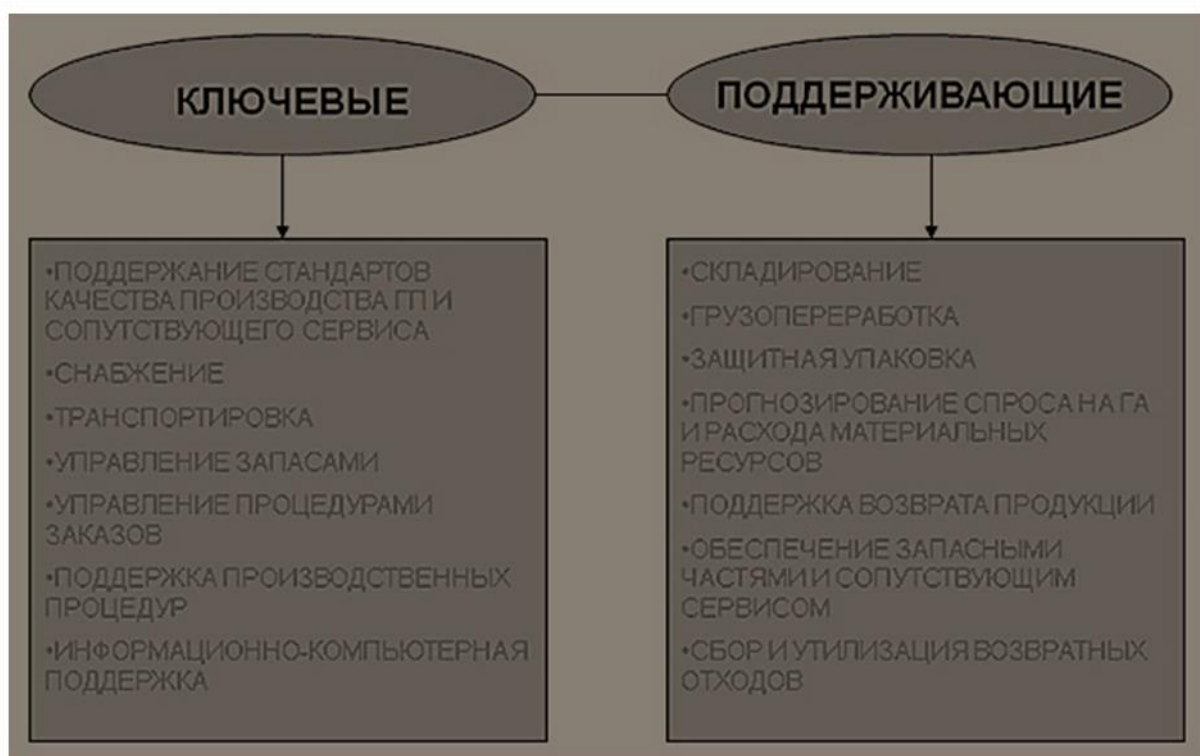 КЛЮЧЕВЫЕ
•ПОДДЕРЖАНИЕ СТАНДАРТОВ
КАЧЕСТВА ПРОИЗВОДСТВА ГП И
СОПУТСТВУЮЩЕГО СЕРВИСА
•СНАБЖЕНИЕ
•ТРАНСПОРТИРОВКА
•УПРАВЛЕНИЕ ЗАПАСАМИ
•УПРАВЛЕНИЕ ПРОЦЕДУРАМИ
ЗАКАЗОВ
•ПОДДЕРЖКА ПРОИЗВОДСТВЕННЫХ
ПРОЦЕДУР
•ИНФОРМАЦИОННО-КОМПЬЮТЕРНАЯ
ПОДДЕРЖКА
ПОДДЕРЖИВАЮЩИЕ
•СКЛАДИРОВАНИЕ
•ГРУЗОПЕРЕРАБОТКА
•ЗАЩИТНАЯ УПАКОВКА
•ПРОГНОЗИРОВАНИЕ СПРОСА НА ГА
И РАСХОДА МАТЕРИАЛЬНЫХ
РЕСУРСОВ
•ПОДДЕРЖКА ВОЗВРАТА ПРОДУКЦИИ
•ОБЕСПЕЧЕНИЕ ЗАПАСНЫМИ
ЧАСТЯМИ И СОПУТСТВУЮЩИМ
СЕРВИСОМ
•СБОР И УТИЛИЗАЦИЯ ВОЗВРАТНЫХ
ОТХОДОВ